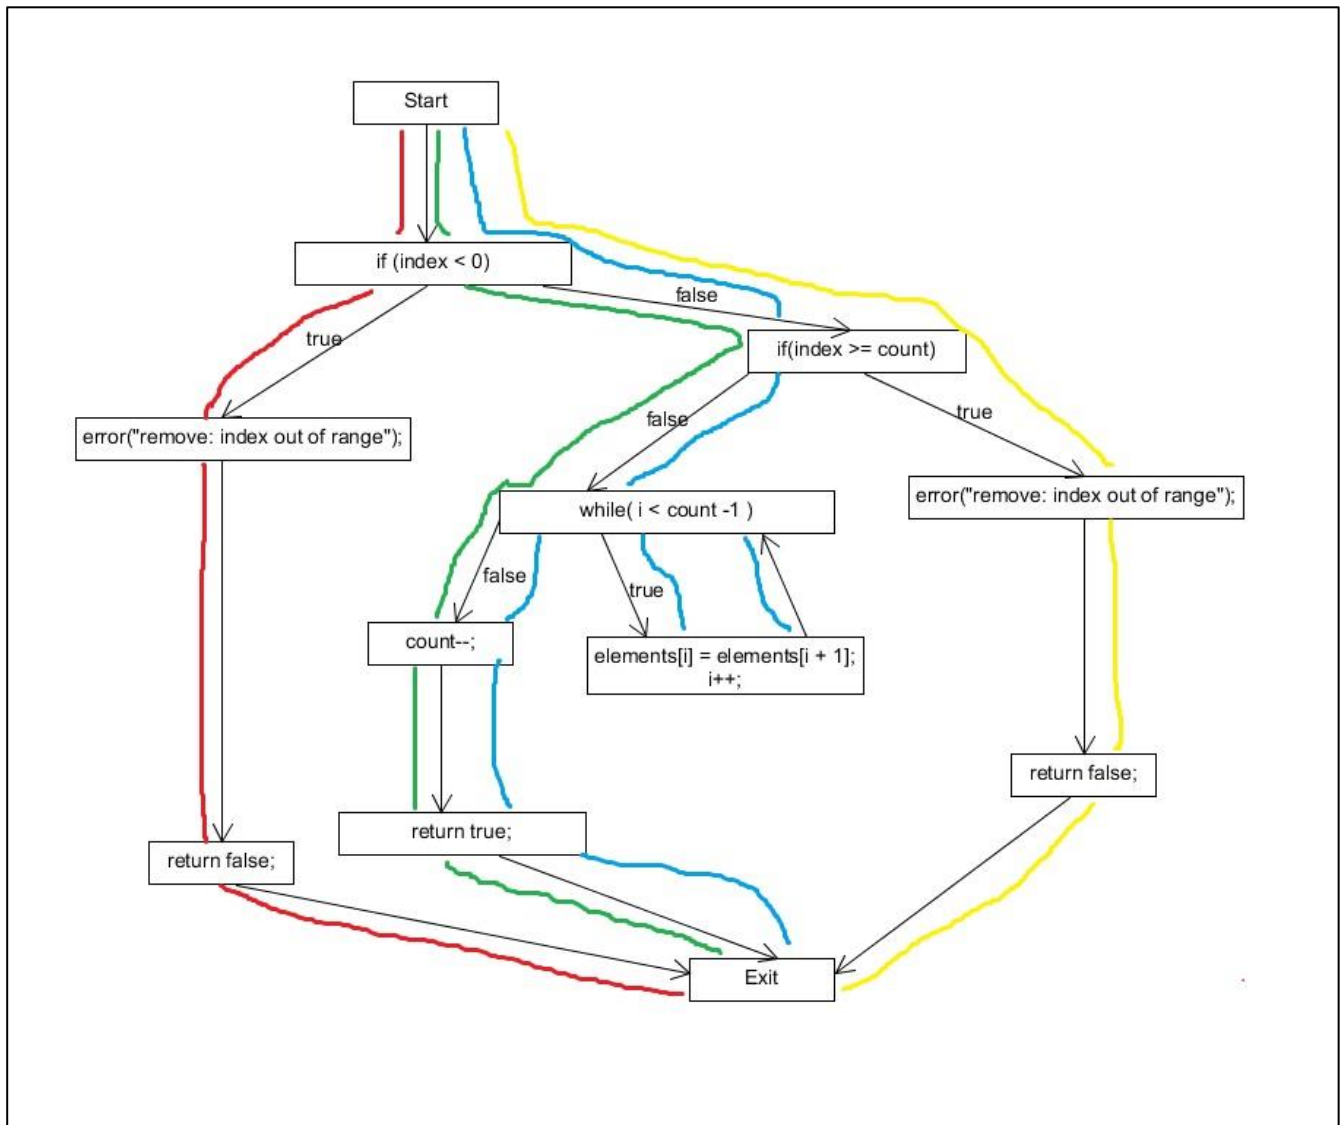 Start
if (index < 0)
false
true
if(index >= count)
false
true
error("remove: index out of range");
error("remove: index out of range");
while( i < count -1 )
false
true
count--;
elements[i] = elements[i + 1];
i++;
return false;
return true;
return false;
Exit